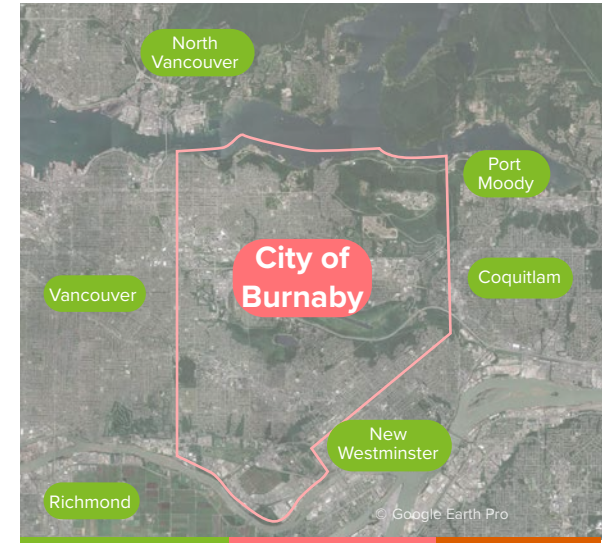 North
Vancouver
Port
Moody
City of
Burnaby
Coquitlam
Vancouver
New
Westminster
Richmond
© Google Earth Pro